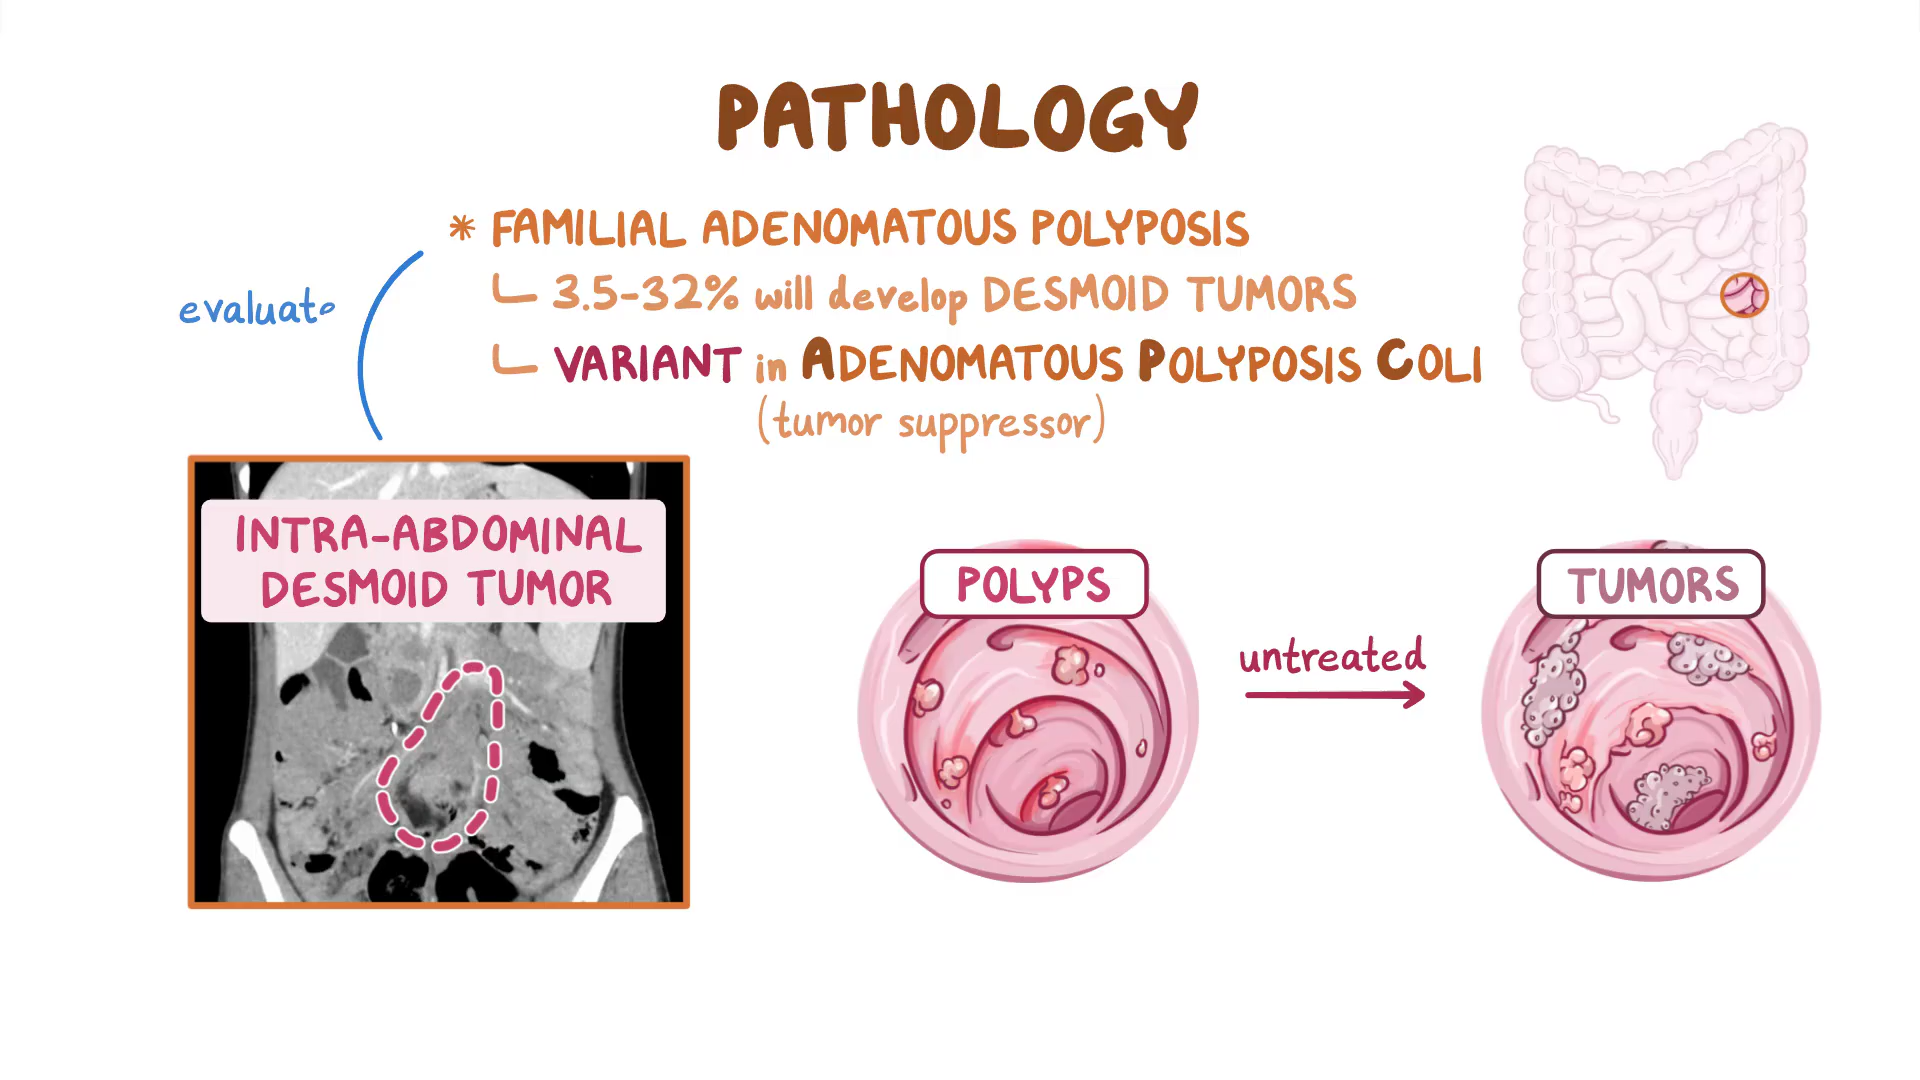 PATHOLOGY
* FAMILIAL ADENOMATOUS POLYPOSIS
3.5-32% will develop DESMOID TUMORS
VARIANT in ADENOMATOUS POLYPOSIS COLI
(tumor suppressor)
evaluate
INTRA-ABDOMINAL
DESMOID TUMOR
POLYPS
untreated
TUMORS